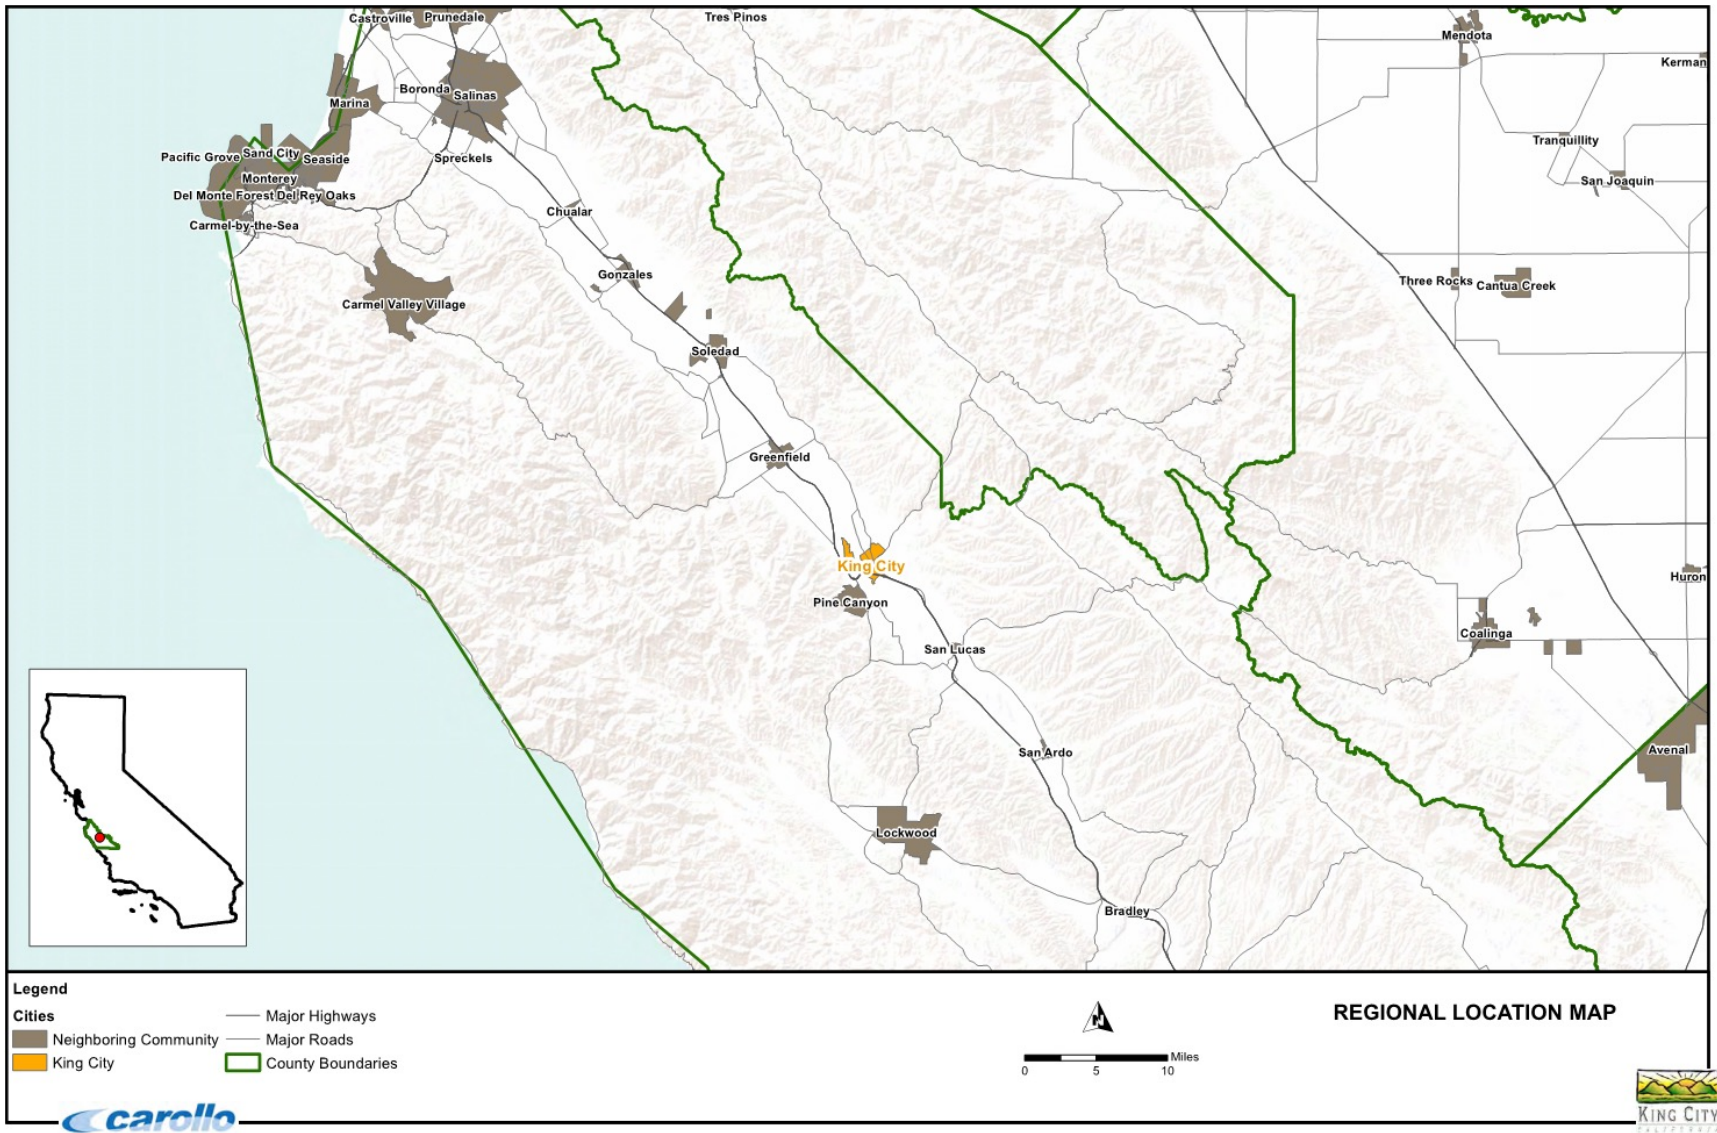 Castroville
Prunedale
Tres Pinos
Mendota
Kerman
Boronda
Salinas
Marina
Tranquillity
Pacific Grove
Sand City
Seaside
Spreckels
Monterey
San Joaquin
Del Monte Forest
Del Rey Oaks
Chualar
Carmel-by-the-Sea
Gonzales
Three Rocks
Cantua Creek
Carmel Valley Village
Soledad
Greenfield
King City
Huron
Pine Canyon
Coalinga
San Lucas
San Ardo
Avenal
Lockwood
Bradley
Legend
Cities
Neighboring Community
King City
Major Highways
Major Roads
County Boundaries
N
Miles
0 5 10
REGIONAL LOCATION MAP
carollo
KING CITY
CALIFORNIA